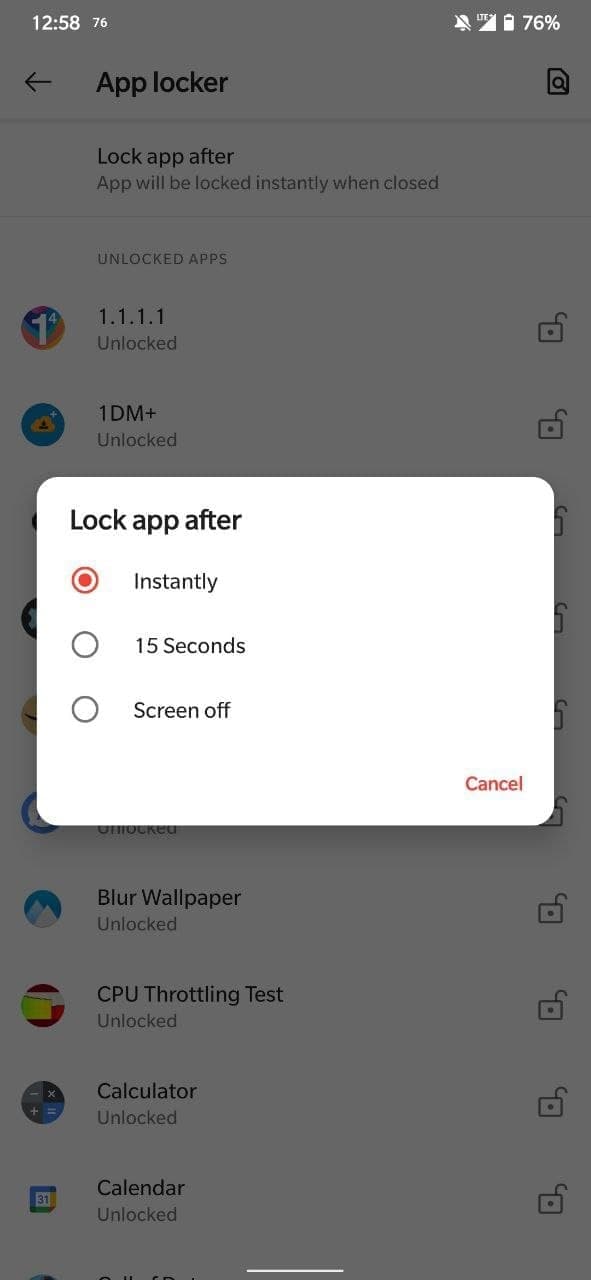 12:58 76 LTE+ 76%
App locker
Lock app after
App will be locked instantly when closed
UNLOCKED APPS
1.1.1.1
Unlocked
1DM+
Unlocked
Lock app after
Instantly
15 Seconds
Screen off
Cancel
Unlocked
Blur Wallpaper
Unlocked
CPU Throttling Test
Unlocked
Calculator
Unlocked
31
Calendar
Unlocked